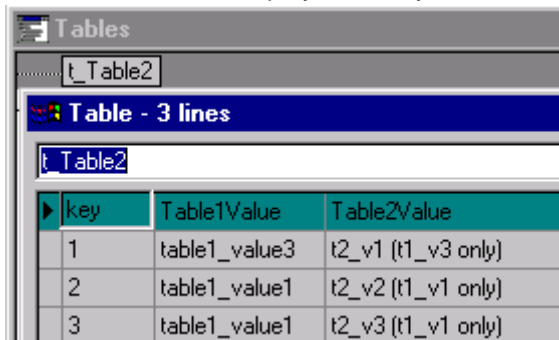 Tables
t_Table2
Table - 3 lines
t_Table2
key Table1Value Table2Value
1 table1_value3 t2_v1 (t1_v3 only)
2 table1_value1 t2_v2 (t1_v1 only)
3 table1_value1 t2_v3 (t1_v1 only)